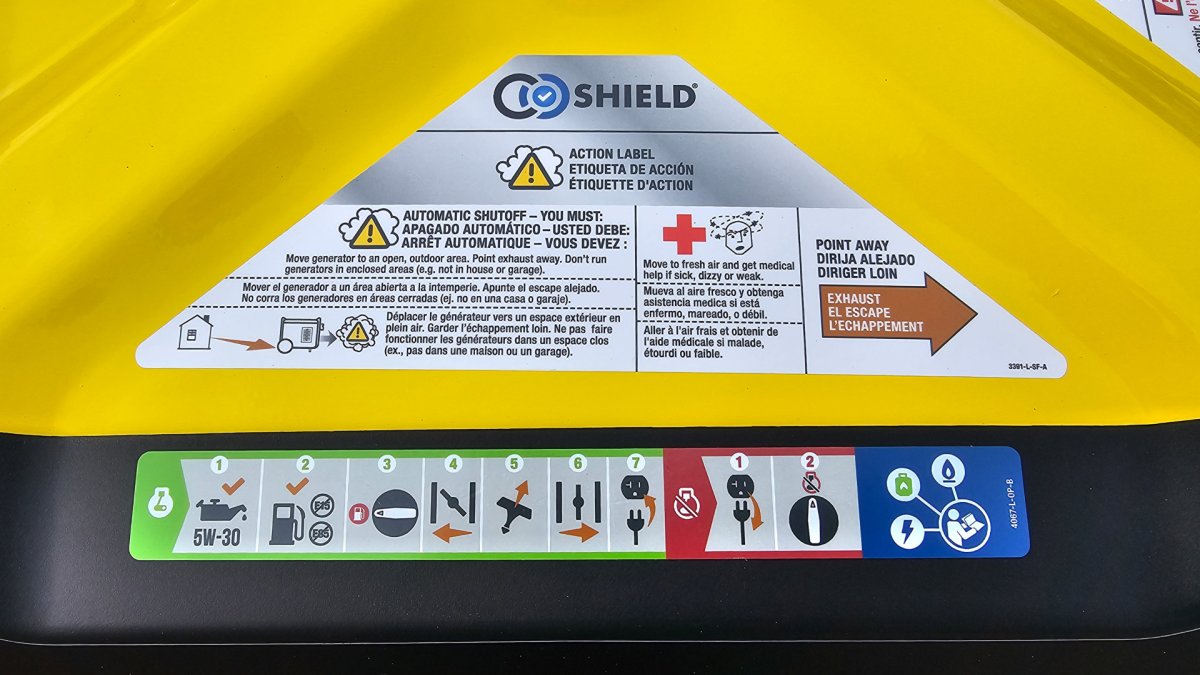 CO SHIELD®
ACTION LABEL
ETIQUETA DE ACCIÓN
ÉTIQUETTE D'ACTION
AUTOMATIC SHUTOFF – YOU MUST:
APAGADO AUTOMÁTICO – USTED DEBE:
ARRÊT AUTOMATIQUE – VOUS DEVEZ :
Move generator to an open, outdoor area. Point exhaust away. Don't run
generators in enclosed areas (e.g. not in house or garage).
Mover el generador a un área abierta a la intemperie. Apunte el escape alejado.
No corra los generadores en áreas cerradas (ej. no en una casa o garaje).
Déplacer le générateur vers un espace extérieur en
plein air. Garder l'échappement loin. Ne pas faire
fonctionner les générateurs dans un espace clos
(ex., pas dans une maison ou un garage).
Move to fresh air and get medical
help if sick, dizzy or weak.
Mueva al aire fresco y obtenga
asistencia medica si está
enfermo, mareado, o débil.
Aller à l'air frais et obtenir de
l'aide médicale si malade,
étourdi ou faible.
POINT AWAY
DIRIJA ALEJADO
DIRIGER LOIN
EXHAUST
EL ESCAPE
L'ECHAPPEMENT
3391-L-SF-A
1 2 3 4 5 6 7 1 2
5W-30
E15
E85
4067-L-OP-B
sentir. Ne l'